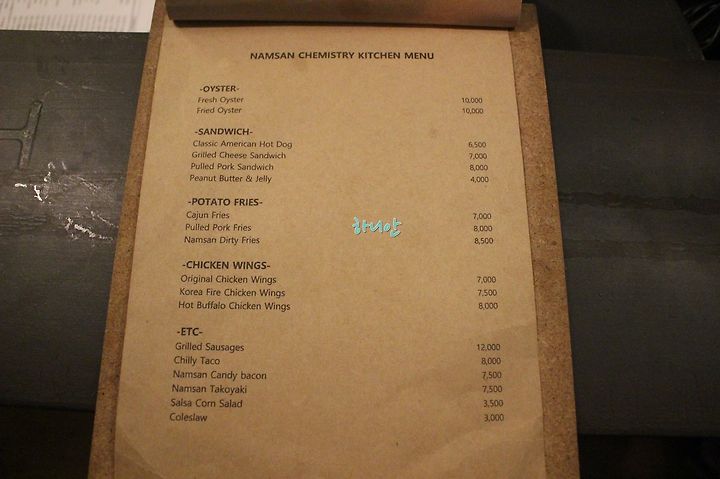 NAMSAN CHEMISTRY KITCHEN MENU
-OYSTER-
Fresh Oyster 10,000
Fried Oyster 10,000
-SANDWICH-
Classic American Hot Dog 6,500
Grilled Cheese Sandwich 7,000
Pulled Pork Sandwich 8,000
Peanut Butter & Jelly 4,000
-POTATO FRIES-
Cajun Fries 7,000
Pulled Pork Fries 8,000
Namsan Dirty Fries 8,500
하늬안
-CHICKEN WINGS-
Original Chicken Wings 7,000
Korea Fire Chicken Wings 7,500
Hot Buffalo Chicken Wings 8,000
-ETC-
Grilled Sausages 12,000
Chilly Taco 8,000
Namsan Candy bacon 7,500
Namsan Takoyaki 7,500
Salsa Corn Salad 3,500
Coleslaw 3,000